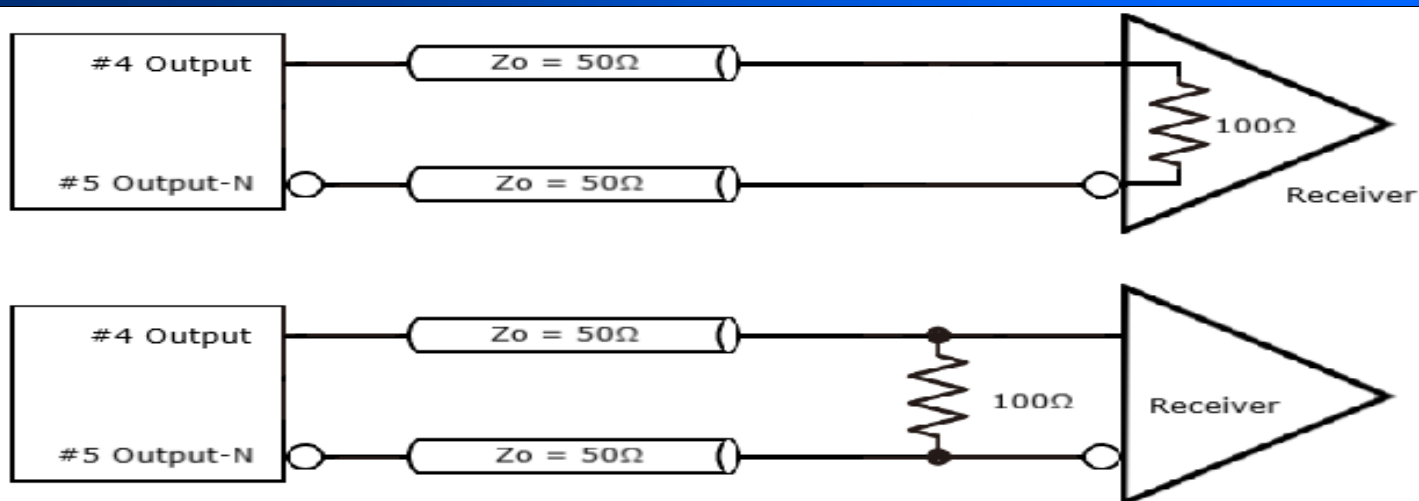 #4 Output
Zo = 50Ω
100Ω
#5 Output-N
Zo = 50Ω
Receiver
#4 Output
Zo = 50Ω
100Ω
Receiver
#5 Output-N
Zo = 50Ω